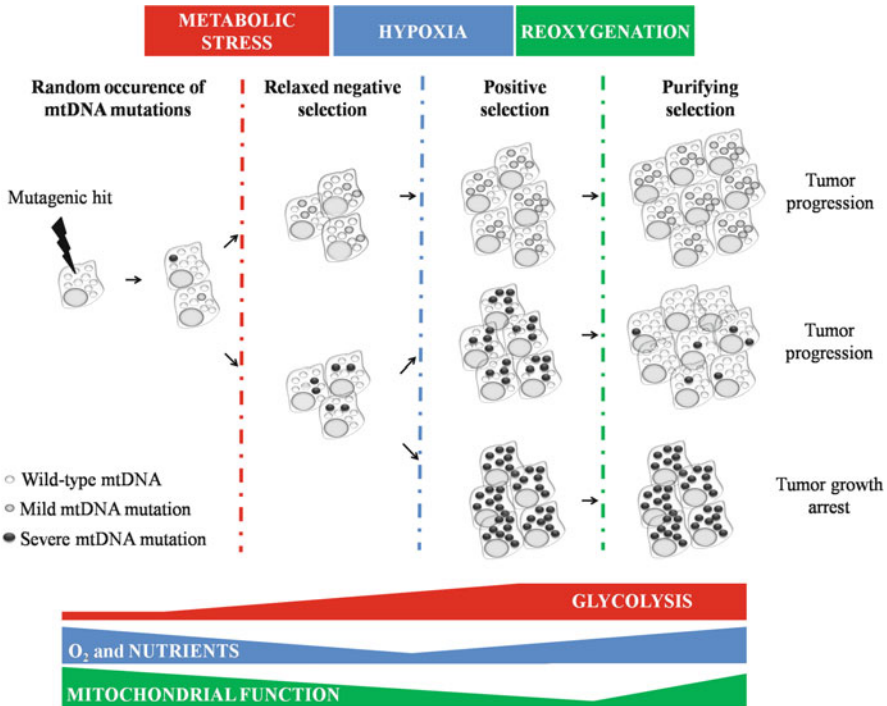 METABOLIC
STRESS
HYPOXIA
REOXYGENATION
Random occurence of
mtDNA mutations
Relaxed negative
selection
Positive
selection
Purifying
selection
Mutagenic hit
Tumor
progression
Tumor
progression
Wild-type mtDNA
Mild mtDNA mutation
Severe mtDNA mutation
Tumor growth
arrest
GLYCOLYSIS
O₂ and NUTRIENTS
MITOCHONDRIAL FUNCTION